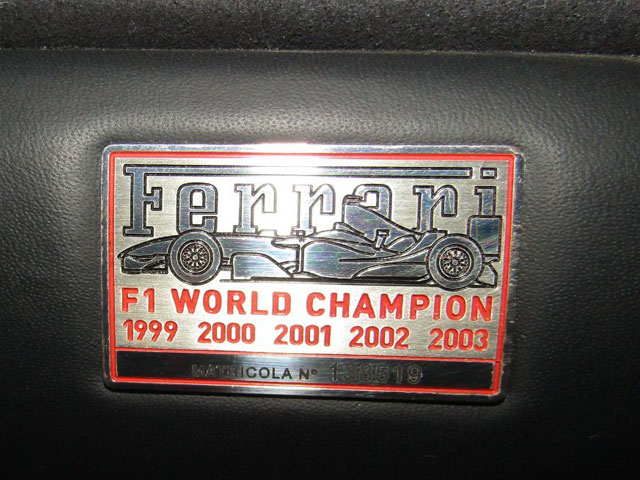 Ferrari
F1 WORLD CHAMPION
1999 2000 2001 2002 2003
MATRICOLA N°